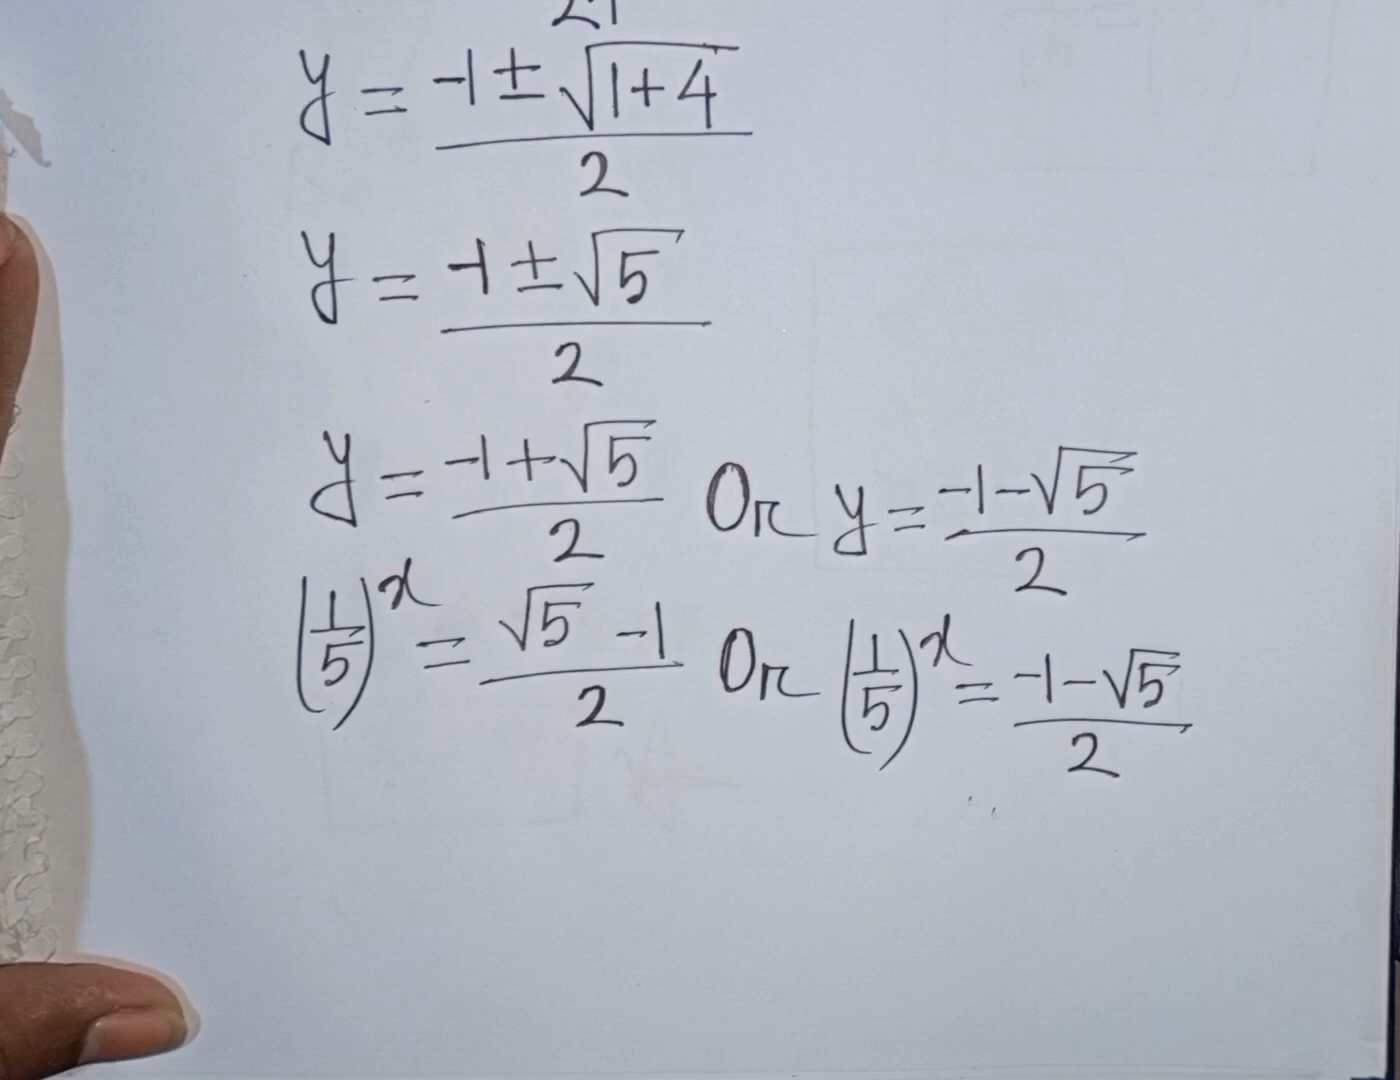 y = (-1 ± √(1+4))/2
y = (-1 ± √5)/2
y = (-1+√5)/2 Or y = (-1-√5)/2
(1/5)^x = (√5 -1)/2 Or (1/5)^x = (-1-√5)/2